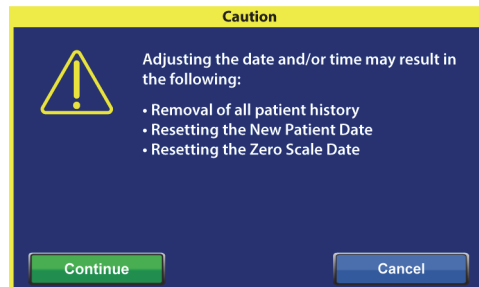 Caution
Adjusting the date and/or time may result in
the following:
• Removal of all patient history
• Resetting the New Patient Date
• Resetting the Zero Scale Date
Continue
Cancel